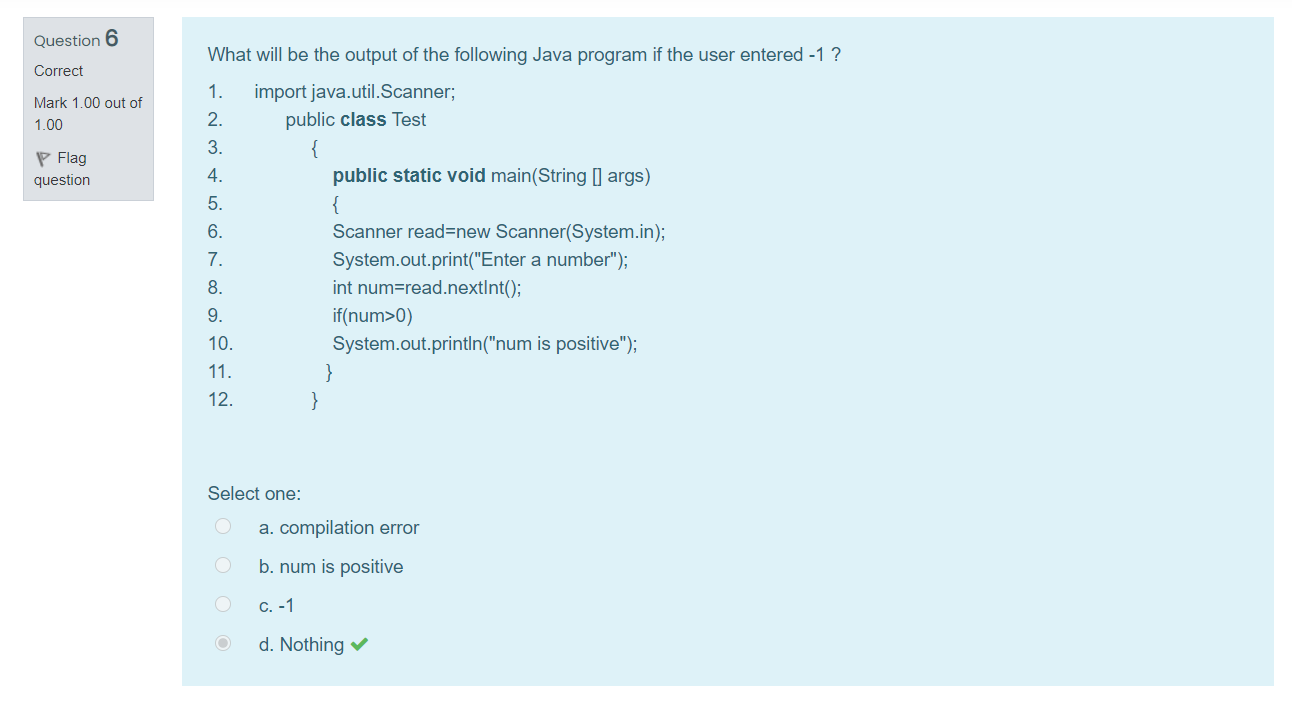 Question 6
Correct
Mark 1.00 out of
1.00
Flag
question
What will be the output of the following Java program if the user entered -1 ?
1. import java.util.Scanner;
2. public class Test
3. {
4. public static void main(String [] args)
5. {
6. Scanner read=new Scanner(System.in);
7. System.out.print("Enter a number");
8. int num=read.nextInt();
9. if(num>0)
10. System.out.println("num is positive");
11. }
12. }
Select one:
a. compilation error
b. num is positive
c. -1
d. Nothing